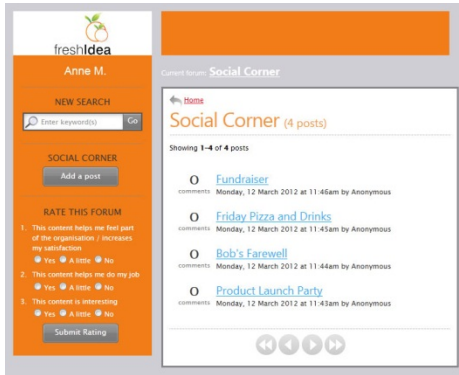 freshIdea
Anne M.
NEW SEARCH
Enter keyword(s) Go
SOCIAL CORNER
Add a post
RATE THIS FORUM
1. This content helps me feel part
of the organisation / increases
my satisfaction
Yes A little No
2. This content helps me do my job
Yes A little No
3. This content is interesting
Yes A little No
Submit Rating
Current forum: Social Corner
Home
Social Corner (4 posts)
Showing 1-4 of 4 posts
0 Fundraiser
comments Monday, 12 March 2012 at 11:46am by Anonymous
0 Friday Pizza and Drinks
comments Monday, 12 March 2012 at 11:45am by Anonymous
0 Bob's Farewell
comments Monday, 12 March 2012 at 11:44am by Anonymous
0 Product Launch Party
comments Monday, 12 March 2012 at 11:43am by Anonymous